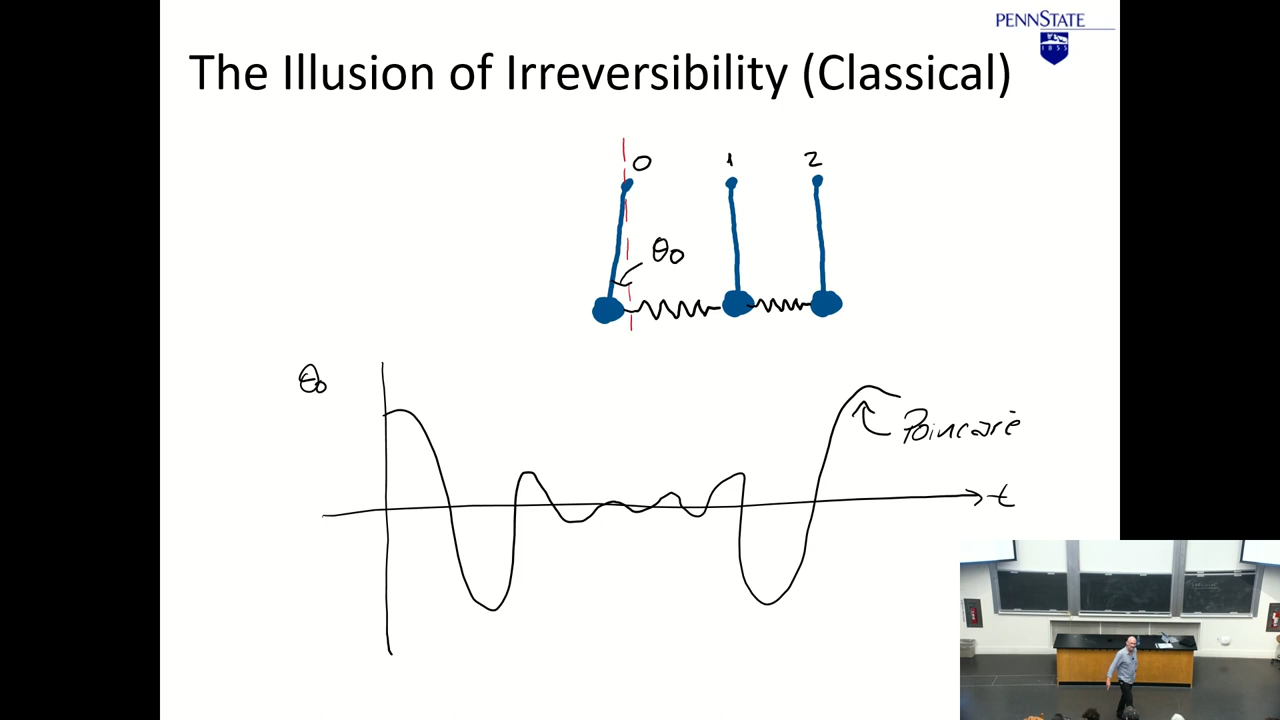 PENNSTATE
1855
The Illusion of Irreversibility (Classical)
0 1 2
θ0
θ0
Poincaré
t